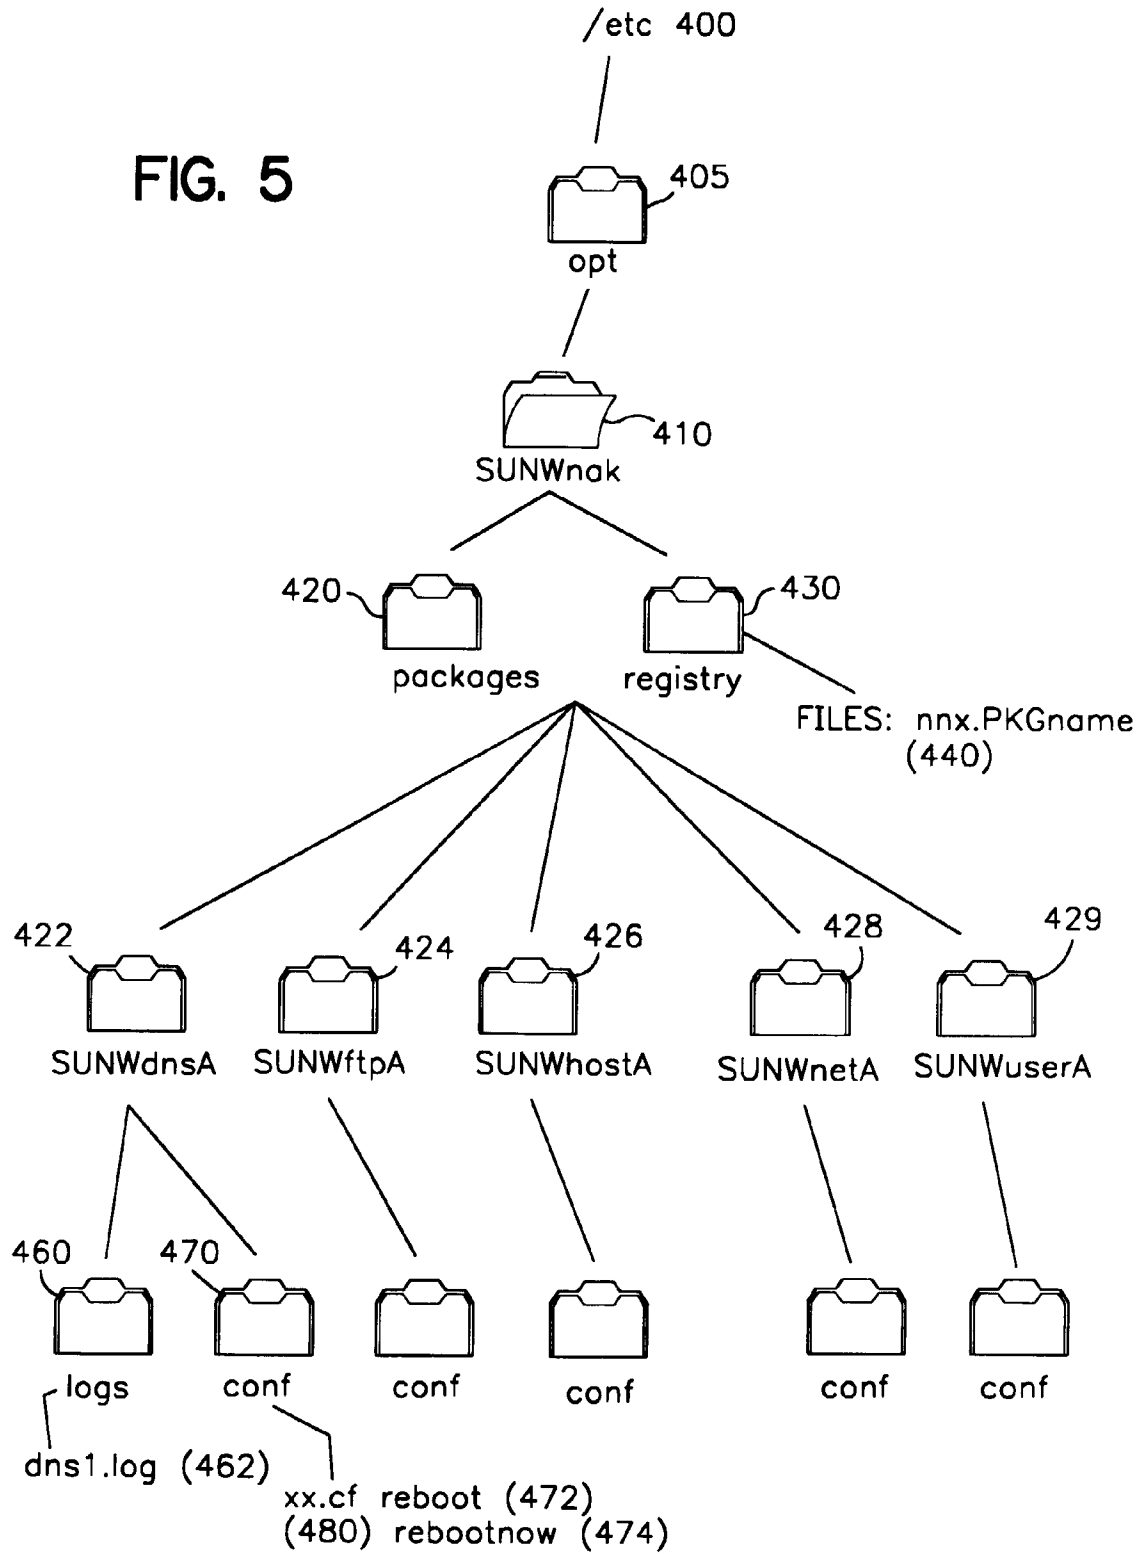 /etc 400
FIG. 5
405
opt
410
SUNWnak
420
430
packages
registry
FILES: nnx.PKGname
(440)
422
424
426
428
429
SUNWdnsA
SUNWftpA
SUNWhostA
SUNWnetA
SUNWuserA
460
470
logs
conf
conf
conf
conf
conf
dns1.log (462)
xx.cf reboot (472)
(480) rebootnow (474)